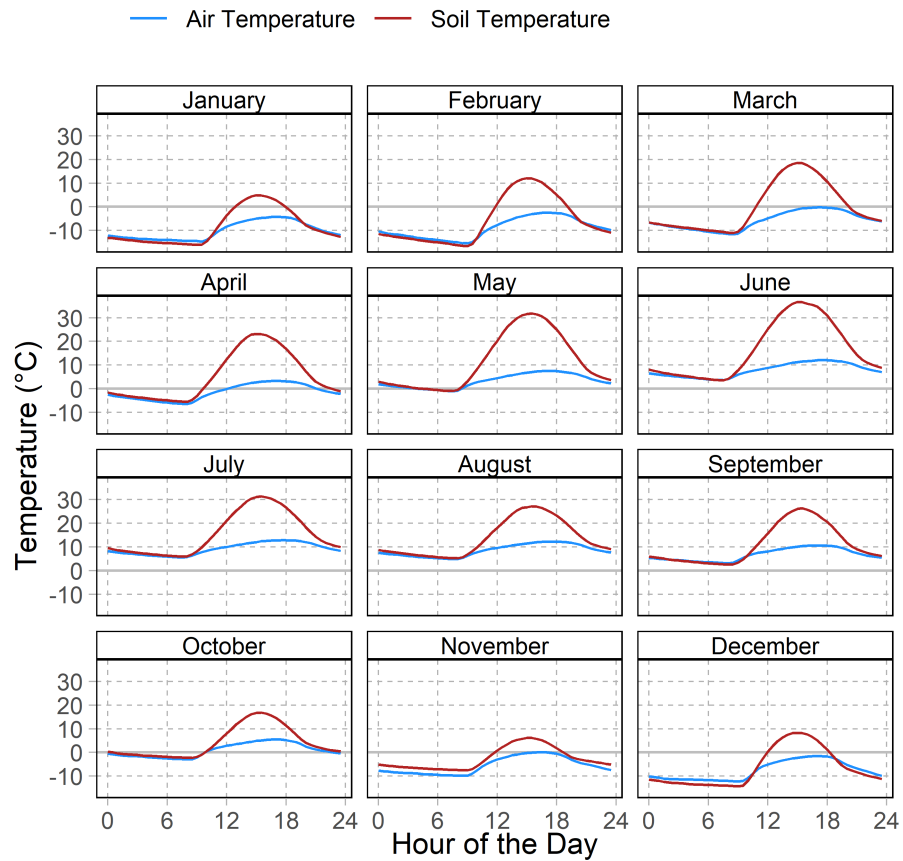 Air Temperature Soil Temperature
January February March
30
20
10
0
-10
April May June
30
20
10
0
-10
Temperature (°C)
July August September
30
20
10
0
-10
October November December
30
20
10
0
-10
0 6 12 18 24 0 6 12 18 24 0 6 12 18 24
Hour of the Day